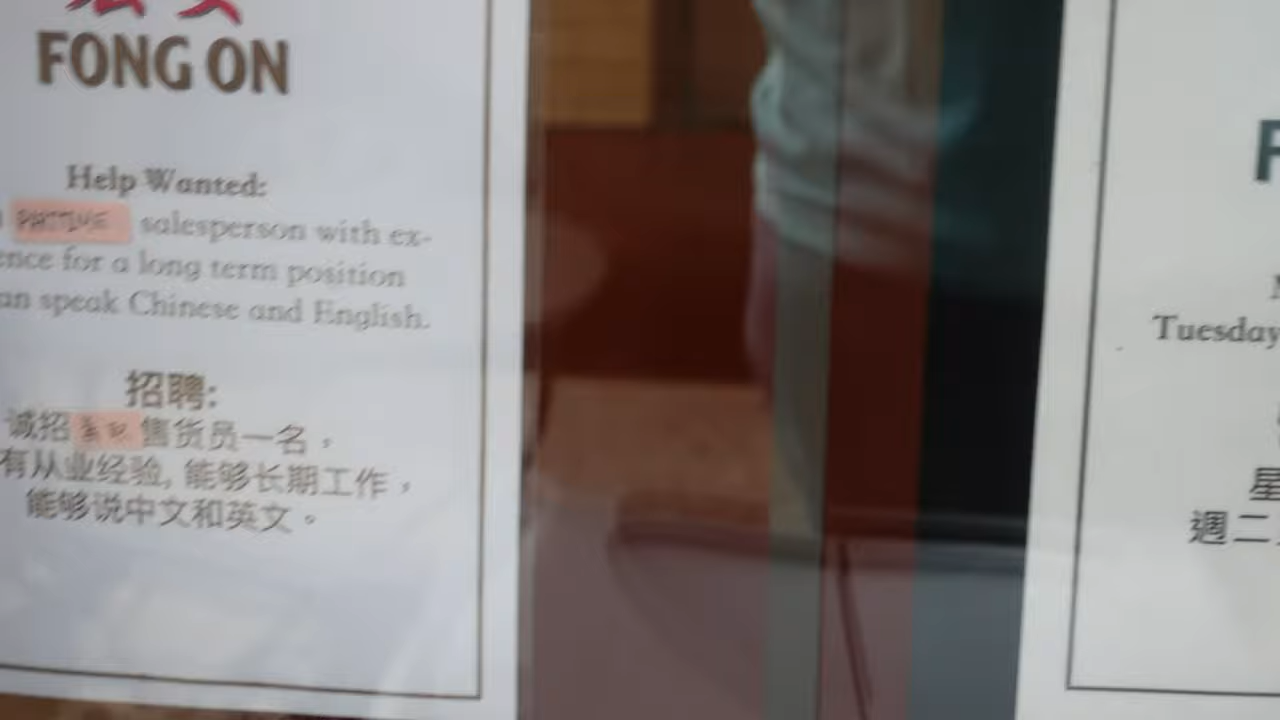 FONG ON
Help Wanted:
salesperson with ex-
ence for a long term position
an speak Chinese and English.
招聘:
诚招
售货员一名，
有从业经验, 能够长期工作，
能够说中文和英文。
Tuesday
星
週二